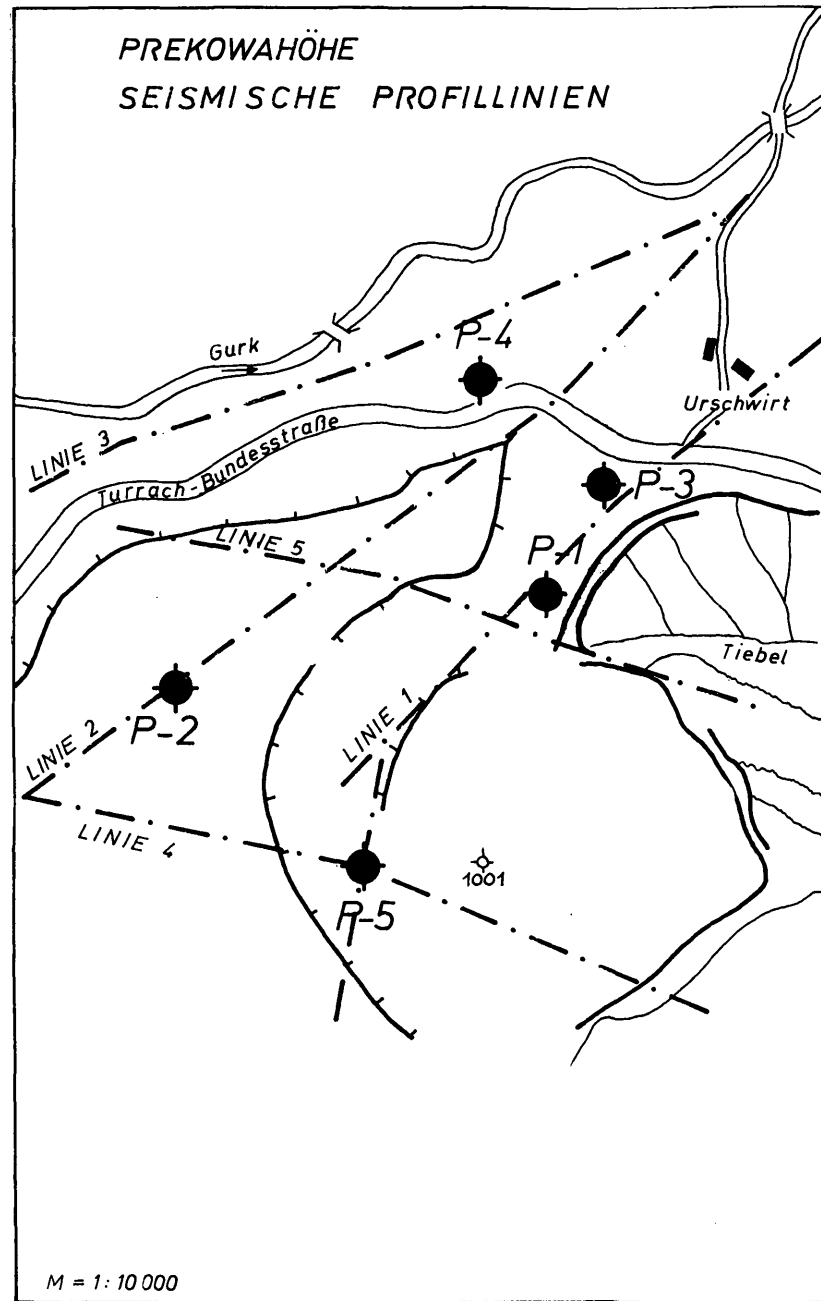 PREKOWAHÖHE
SEISMISCHE PROFILLINIEN
Gurk
P-4
Urschwirt
LINIE 3
Turrach-Bundesstraße
P-3
LINIE 5
P-1
Tiebel
LINIE 1
P-2
LINIE 2
LINIE 4
1001
P-5
M = 1:10 000